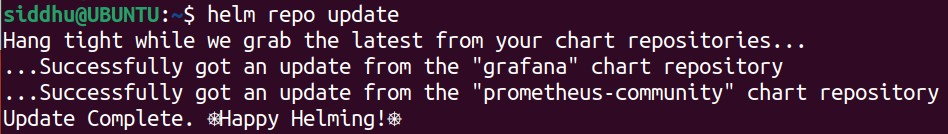 siddhu@UBUNTU:~$ helm repo update
Hang tight while we grab the latest from your chart repositories...
...Successfully got an update from the "grafana" chart repository
...Successfully got an update from the "prometheus-community" chart repository
Update Complete. ⎈Happy Helming!⎈